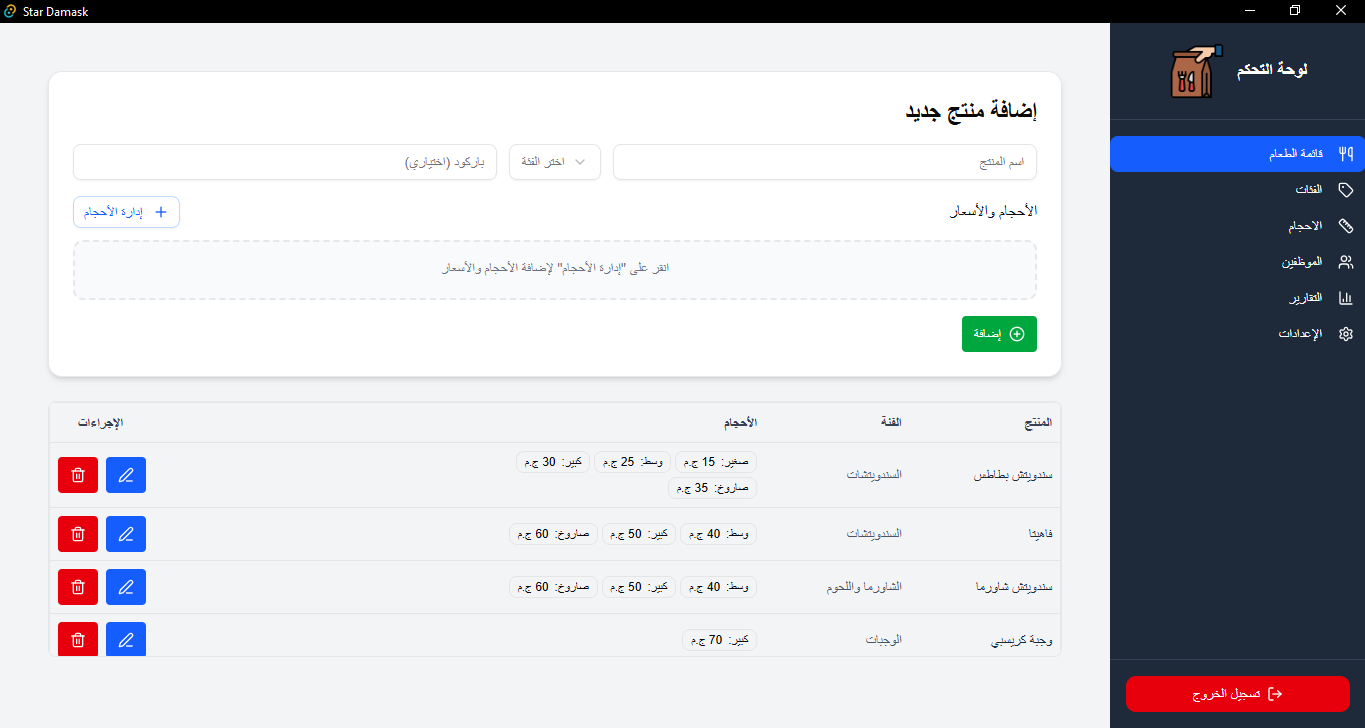 Star Damask
لوحة التحكم
قائمة الطعام
الفئات
الاحجام
الموظفين
التقارير
الإعدادات
تسجيل الخروج
إضافة منتج جديد
اسم المنتج
اختر الفئة
باركود (اختياري)
الأحجام والأسعار
إدارة الأحجام
انقر على "إدارة الأحجام" لإضافة الأحجام والأسعار
إضافة
المنتج الفئة الأحجام الإجراءات
سندويتش بطاطس السندويتشات صغير: 15 ج.م وسط: 25 ج.م كبير: 30 ج.م
صاروخ: 35 ج.م
فاهيتا السندويتشات وسط: 40 ج.م كبير: 50 ج.م صاروخ: 60 ج.م
سندويتش شاورما الشاورما واللحوم وسط: 40 ج.م كبير: 50 ج.م صاروخ: 60 ج.م
وجبة كريسبي الوجبات كبير: 70 ج.م